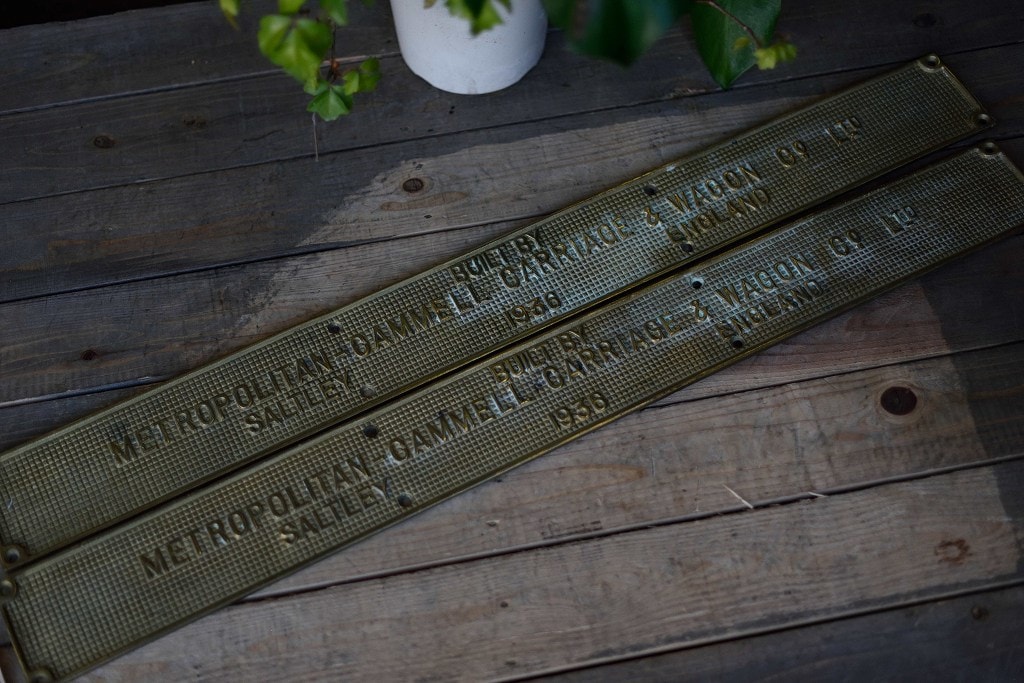 BUILT BY
METROPOLITAN-CAMMELL CARRIAGE & WAGON CO LTD
SALTLEY 1936 ENGLAND
BUILT BY
METROPOLITAN-CAMMELL CARRIAGE & WAGON CO LTD
SALTLEY 1936 ENGLAND